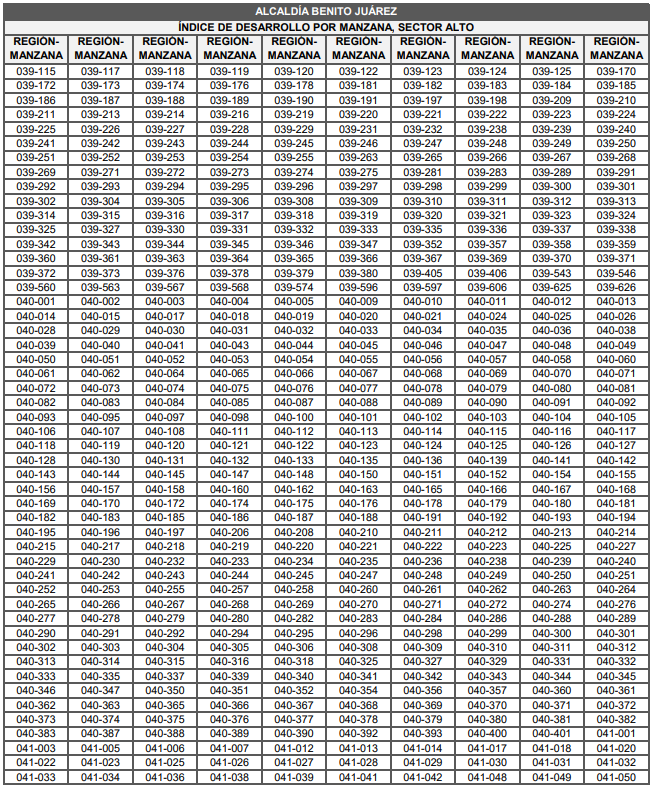 ALCALDÍA BENITO JUÁREZ
ÍNDICE DE DESARROLLO POR MANZANA, SECTOR ALTO
REGIÓN- REGIÓN- REGIÓN- REGIÓN- REGIÓN- REGIÓN- REGIÓN- REGIÓN- REGIÓN- REGIÓN-
MANZANA MANZANA MANZANA MANZANA MANZANA MANZANA MANZANA MANZANA MANZANA MANZANA
039-115 039-117 039-118 039-119 039-120 039-122 039-123 039-124 039-125 039-170
039-172 039-173 039-174 039-176 039-178 039-181 039-182 039-183 039-184 039-185
039-186 039-187 039-188 039-189 039-190 039-191 039-197 039-198 039-209 039-210
039-211 039-213 039-214 039-216 039-219 039-220 039-221 039-222 039-223 039-224
039-225 039-226 039-227 039-228 039-229 039-231 039-232 039-238 039-239 039-240
039-241 039-242 039-243 039-244 039-245 039-246 039-247 039-248 039-249 039-250
039-251 039-252 039-253 039-254 039-255 039-263 039-265 039-266 039-267 039-268
039-269 039-271 039-272 039-273 039-274 039-275 039-281 039-283 039-289 039-291
039-292 039-293 039-294 039-295 039-296 039-297 039-298 039-299 039-300 039-301
039-302 039-304 039-305 039-306 039-308 039-309 039-310 039-311 039-312 039-313
039-314 039-315 039-316 039-317 039-318 039-319 039-320 039-321 039-323 039-324
039-325 039-327 039-330 039-331 039-332 039-333 039-335 039-336 039-337 039-338
039-342 039-343 039-344 039-345 039-346 039-347 039-352 039-357 039-358 039-359
039-360 039-361 039-363 039-364 039-365 039-366 039-367 039-369 039-370 039-371
039-372 039-373 039-376 039-378 039-379 039-380 039-405 039-406 039-543 039-546
039-560 039-563 039-567 039-568 039-574 039-596 039-597 039-606 039-625 039-626
040-001 040-002 040-003 040-004 040-005 040-009 040-010 040-011 040-012 040-013
040-014 040-015 040-017 040-018 040-019 040-020 040-021 040-024 040-025 040-026
040-028 040-029 040-030 040-031 040-032 040-033 040-034 040-035 040-036 040-038
040-039 040-040 040-041 040-043 040-044 040-045 040-046 040-047 040-048 040-049
040-050 040-051 040-052 040-053 040-054 040-055 040-056 040-057 040-058 040-060
040-061 040-062 040-064 040-065 040-066 040-067 040-068 040-069 040-070 040-071
040-072 040-073 040-074 040-075 040-076 040-077 040-078 040-079 040-080 040-081
040-082 040-083 040-084 040-085 040-087 040-088 040-089 040-090 040-091 040-092
040-093 040-095 040-097 040-098 040-100 040-101 040-102 040-103 040-104 040-105
040-106 040-107 040-108 040-111 040-112 040-113 040-114 040-115 040-116 040-117
040-118 040-119 040-120 040-121 040-122 040-123 040-124 040-125 040-126 040-127
040-128 040-130 040-131 040-132 040-133 040-135 040-136 040-139 040-141 040-142
040-143 040-144 040-145 040-147 040-148 040-150 040-151 040-152 040-154 040-155
040-156 040-157 040-158 040-160 040-162 040-163 040-165 040-166 040-167 040-168
040-169 040-170 040-172 040-174 040-175 040-176 040-178 040-179 040-180 040-181
040-182 040-183 040-185 040-186 040-187 040-188 040-191 040-192 040-193 040-194
040-195 040-196 040-197 040-206 040-208 040-210 040-211 040-212 040-213 040-214
040-215 040-217 040-218 040-219 040-220 040-221 040-222 040-223 040-225 040-227
040-229 040-230 040-232 040-233 040-234 040-235 040-236 040-238 040-239 040-240
040-241 040-242 040-243 040-244 040-245 040-247 040-248 040-249 040-250 040-251
040-252 040-253 040-255 040-257 040-258 040-260 040-261 040-262 040-263 040-264
040-265 040-266 040-267 040-268 040-269 040-270 040-271 040-272 040-274 040-276
040-277 040-278 040-279 040-280 040-282 040-283 040-284 040-286 040-288 040-289
040-290 040-291 040-292 040-294 040-295 040-296 040-298 040-299 040-300 040-301
040-302 040-303 040-304 040-305 040-306 040-308 040-309 040-310 040-311 040-312
040-313 040-314 040-315 040-316 040-318 040-325 040-327 040-329 040-331 040-332
040-333 040-335 040-337 040-339 040-340 040-341 040-342 040-343 040-344 040-345
040-346 040-347 040-350 040-351 040-352 040-354 040-356 040-357 040-360 040-361
040-362 040-363 040-365 040-366 040-367 040-368 040-369 040-370 040-371 040-372
040-373 040-374 040-375 040-376 040-377 040-378 040-379 040-380 040-381 040-382
040-383 040-387 040-388 040-389 040-390 040-392 040-393 040-400 040-401 041-001
041-003 041-005 041-006 041-007 041-012 041-013 041-014 041-017 041-018 041-020
041-022 041-023 041-025 041-026 041-027 041-028 041-029 041-030 041-031 041-032
041-033 041-034 041-036 041-038 041-039 041-041 041-042 041-048 041-049 041-050